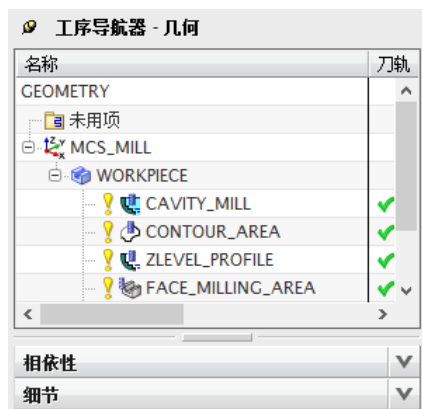 工序导航器 - 几何
名称 刀轨
GEOMETRY
未用项
MCS_MILL
WORKPIECE
CAVITY_MILL
CONTOUR_AREA
ZLEVEL_PROFILE
FACE_MILLING_AREA
相依性
细节